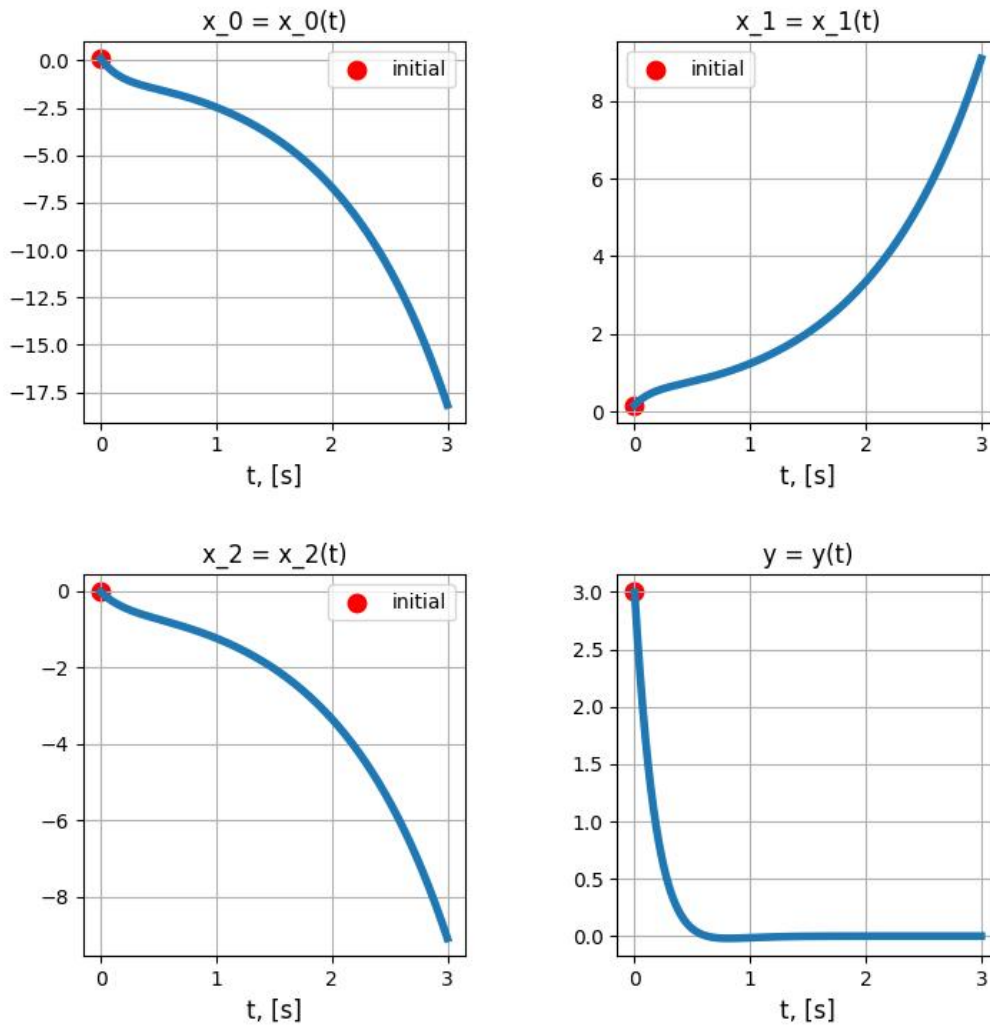 x_0 = x_0(t)
initial
0.0
−2.5
−5.0
−7.5
−10.0
−12.5
−15.0
−17.5
0 1 2 3
t, [s]
x_1 = x_1(t)
initial
8
6
4
2
0
0 1 2 3
t, [s]
x_2 = x_2(t)
initial
0
−2
−4
−6
−8
0 1 2 3
t, [s]
y = y(t)
3.0
2.5
2.0
1.5
1.0
0.5
0.0
0 1 2 3
t, [s]